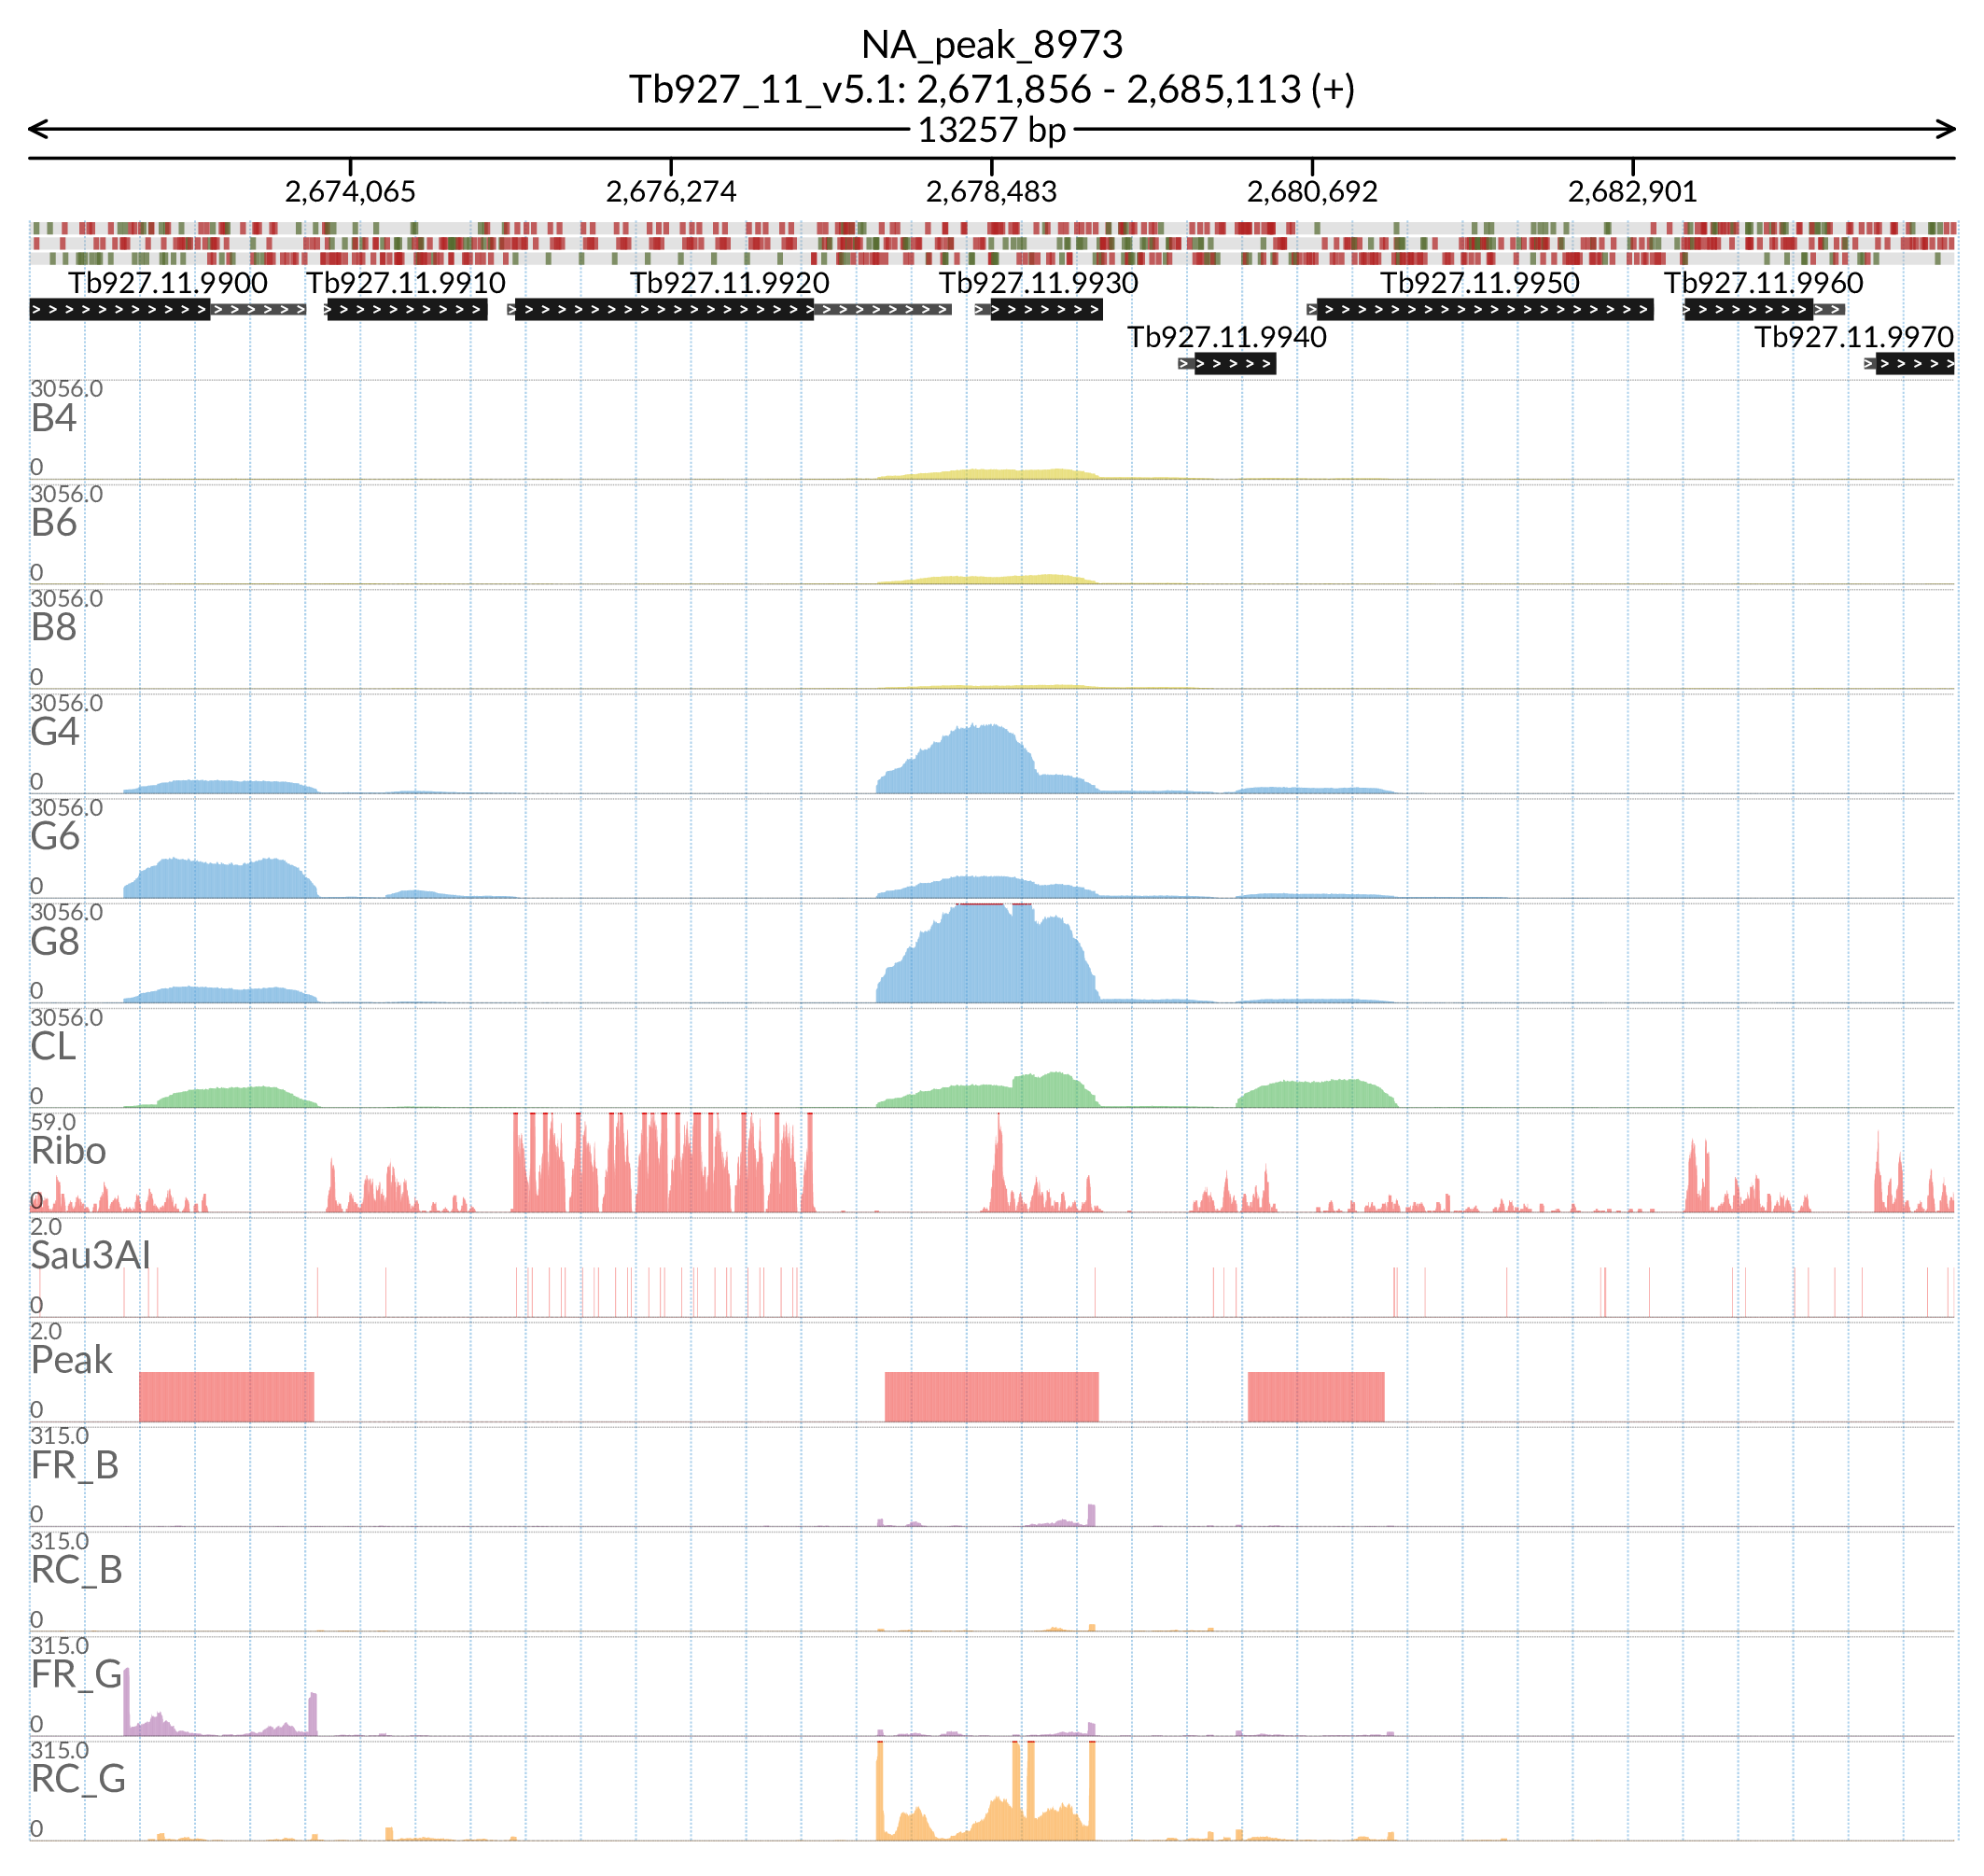 NA_peak_8973
Tb927_11_v5.1: 2,671,856 - 2,685,113 (+)
13257 bp
2,674,065 2,676,274 2,678,483 2,680,692 2,682,901
Tb927.11.9900 Tb927.11.9910 Tb927.11.9920 Tb927.11.9930 Tb927.11.9950 Tb927.11.9960
Tb927.11.9940 Tb927.11.9970
3056.0
B4
0
3056.0
B6
0
3056.0
B8
0
3056.0
G4
0
3056.0
G6
0
3056.0
G8
0
3056.0
CL
0
59.0
Ribo
0
2.0
Sau3AI
0
2.0
Peak
0
315.0
FR_B
0
315.0
RC_B
0
315.0
FR_G
0
315.0
RC_G
0